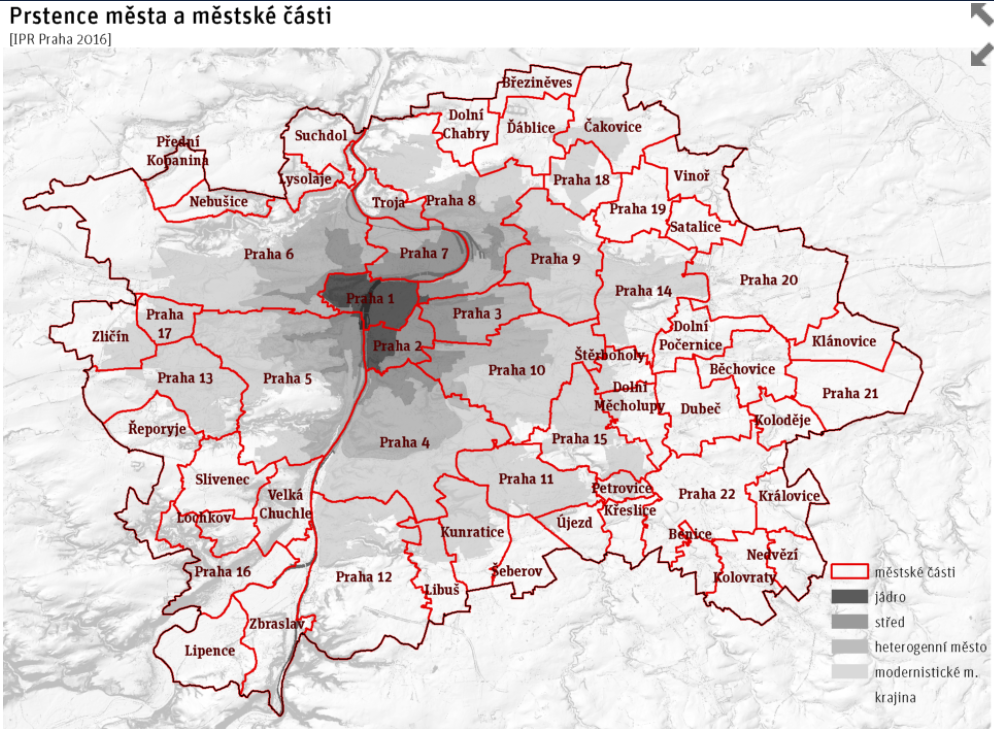 Prstence města a městské části
[IPR Praha 2016]
Březiněves
Dolní
Chabry
Ďáblice
Čakovice
Suchdol
Přední
Kopanina
Lysolaje
Nebušice
Troja
Praha 8
Praha 18
Vinoř
Praha 19
Satalice
Praha 6
Praha 7
Praha 9
Praha 20
Praha 14
Praha 1
Praha 3
Praha
17
Zličín
Praha 2
Dolní
Počernice
Klánovice
Štěrboholy
Běchovice
Praha 13
Praha 5
Praha 10
Dolní
Měcholupy
Dubeč
Praha 21
Koloděje
Řeporyje
Praha 4
Praha 15
Slivenec
Praha 11
Petrovice
Praha 22
Královice
Velká
Chuchle
Lochkov
Křeslice
Újezd
Kunratice
Benice
Nedvězí
Praha 16
Praha 12
Šeberov
Libuš
Kolovraty
Zbraslav
Lipence
městské části
jádro
střed
heterogenní město
modernistické m.
krajina